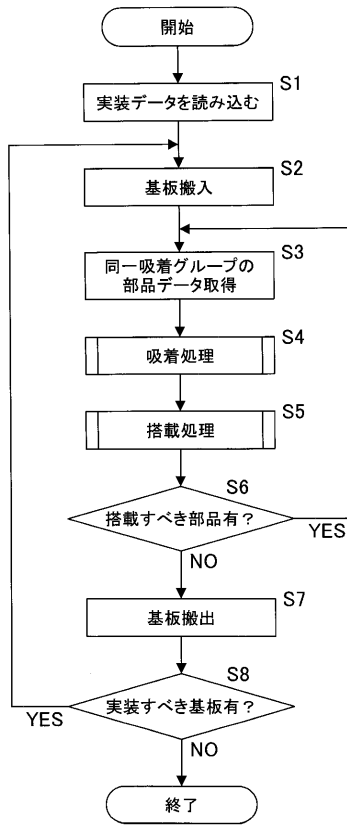 開始
S1
実装データを読み込む
S2
基板搬入
S3
同一吸着グループの
部品データ取得
S4
吸着処理
S5
搭載処理
S6
搭載すべき部品有?
YES
NO
S7
基板搬出
S8
実装すべき基板有?
YES
NO
終了